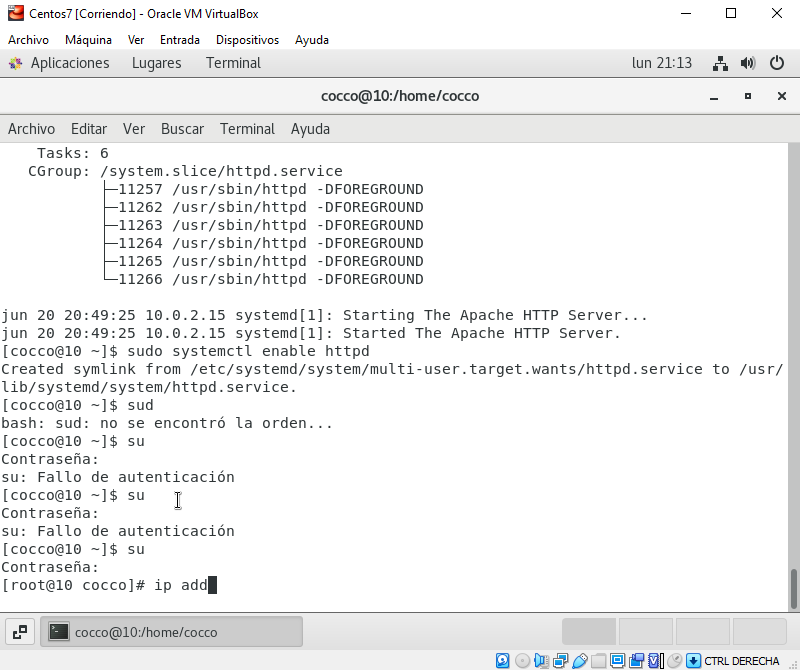 Centos7 [Corriendo] - Oracle VM VirtualBox
Archivo Máquina Ver Entrada Dispositivos Ayuda
Aplicaciones Lugares Terminal lun 21:13
cocco@10:/home/cocco
Archivo Editar Ver Buscar Terminal Ayuda
Tasks: 6
CGroup: /system.slice/httpd.service
├─11257 /usr/sbin/httpd -DFOREGROUND
├─11262 /usr/sbin/httpd -DFOREGROUND
├─11263 /usr/sbin/httpd -DFOREGROUND
├─11264 /usr/sbin/httpd -DFOREGROUND
├─11265 /usr/sbin/httpd -DFOREGROUND
└─11266 /usr/sbin/httpd -DFOREGROUND
jun 20 20:49:25 10.0.2.15 systemd[1]: Starting The Apache HTTP Server...
jun 20 20:49:25 10.0.2.15 systemd[1]: Started The Apache HTTP Server.
[cocco@10 ~]$ sudo systemctl enable httpd
Created symlink from /etc/systemd/system/multi-user.target.wants/httpd.service to /usr/
lib/systemd/system/httpd.service.
[cocco@10 ~]$ sud
bash: sud: no se encontró la orden...
[cocco@10 ~]$ su
Contraseña:
su: Fallo de autenticación
[cocco@10 ~]$ su
Contraseña:
su: Fallo de autenticación
[cocco@10 ~]$ su
Contraseña:
[root@10 cocco]# ip add
cocco@10:/home/cocco
CTRL DERECHA